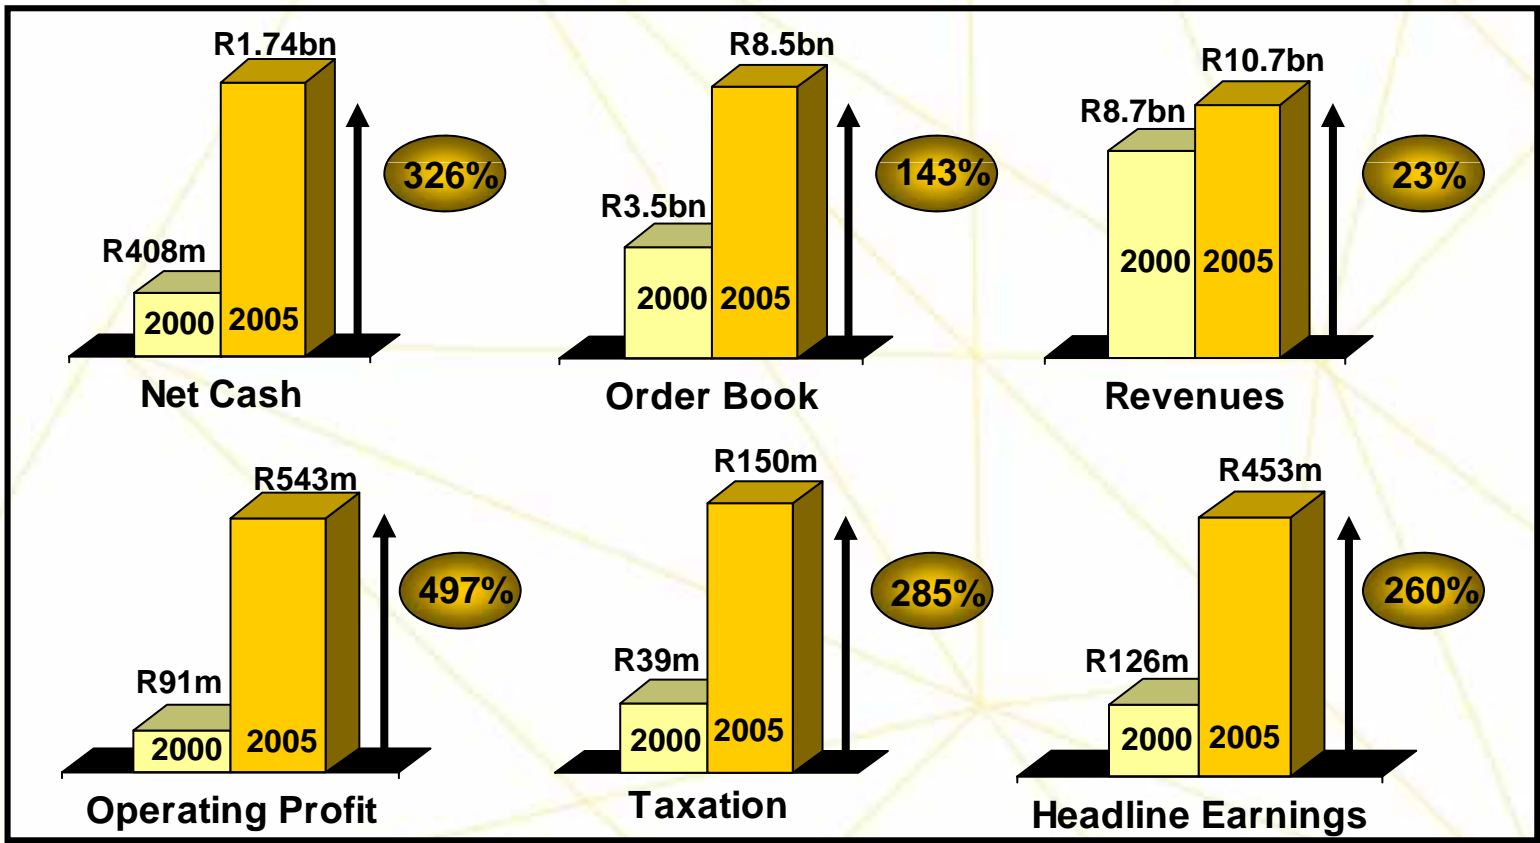 R1.74bn
R408m
326%
2000
2005
Net Cash
R8.5bn
R3.5bn
143%
2000
2005
Order Book
R10.7bn
R8.7bn
23%
2000
2005
Revenues
R543m
R91m
497%
2000
2005
Operating Profit
R150m
R39m
285%
2000
2005
Taxation
R453m
R126m
260%
2000
2005
Headline Earnings